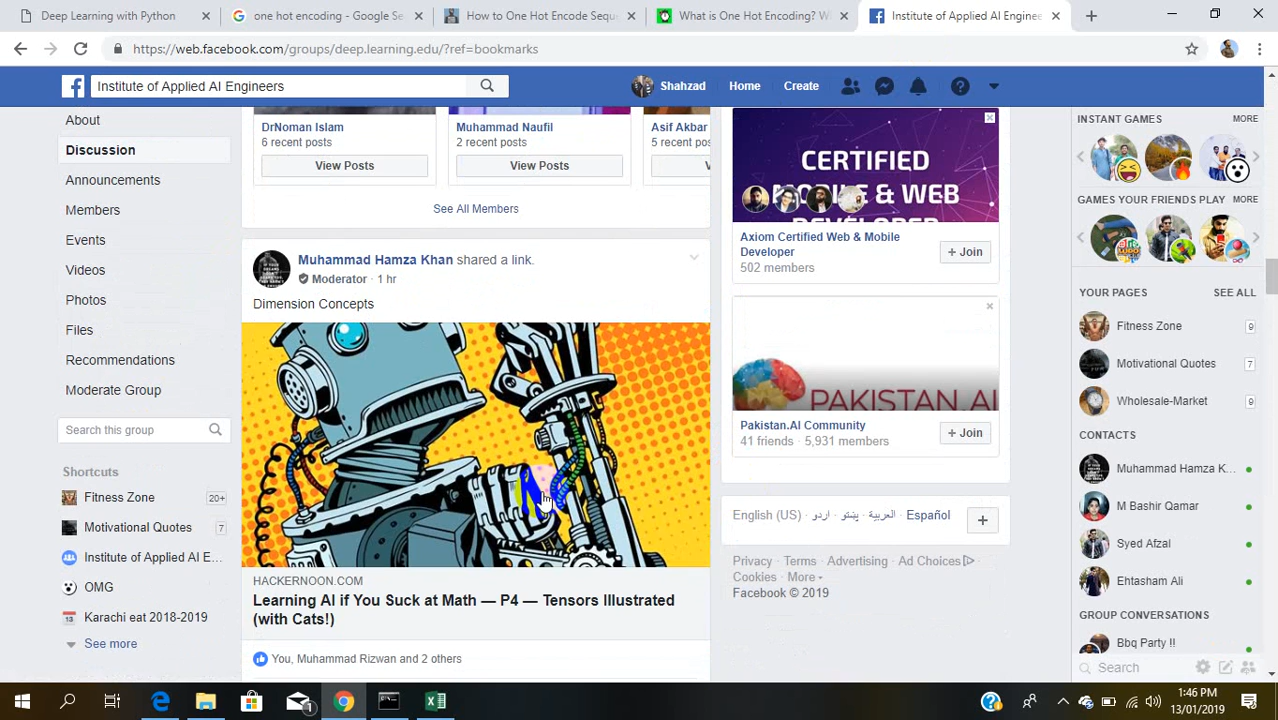 Deep Learning with Python
one hot encoding - Google Se
How to One Hot Encode Seque
What is One Hot Encoding? W
Institute of Applied AI Enginee
https://web.facebook.com/groups/deep.learning.edu/?ref=bookmarks
Institute of Applied AI Engineers
Shahzad
Home
Create
About
Discussion
Announcements
Members
Events
Videos
Photos
Files
Recommendations
Moderate Group
Search this group
Shortcuts
Fitness Zone 20+
Motivational Quotes 7
Institute of Applied AI E...
OMG
Karachi eat 2018-2019
See more
DrNoman Islam
6 recent posts
View Posts
Muhammad Naufil
2 recent posts
View Posts
Asif Akbar
5 recent pos
See All Members
Muhammad Hamza Khan shared a link.
Moderator · 1 hr
Dimension Concepts
HACKERNOON.COM
Learning AI if You Suck at Math — P4 — Tensors Illustrated
(with Cats!)
You, Muhammad Rizwan and 2 others
CERTIFIED
MOBILE & WEB
DEVELOPER
Axiom Certified Web & Mobile
Developer
502 members
+ Join
PAKISTAN.AI
Pakistan.AI Community
41 friends · 5,931 members
+ Join
English (US) · اردو · پښتو · العربية · Español
Privacy · Terms · Advertising · Ad Choices
Cookies · More
Facebook © 2019
INSTANT GAMES MORE
GAMES YOUR FRIENDS PLAY MORE
YOUR PAGES SEE ALL
Fitness Zone 9
Motivational Quotes 7
Wholesale-Market 9
CONTACTS
Muhammad Hamza K...
M Bashir Qamar
Syed Afzal
Ehtasham Ali
GROUP CONVERSATIONS
Bbq Party !!
Search
1:46 PM
13/01/2019